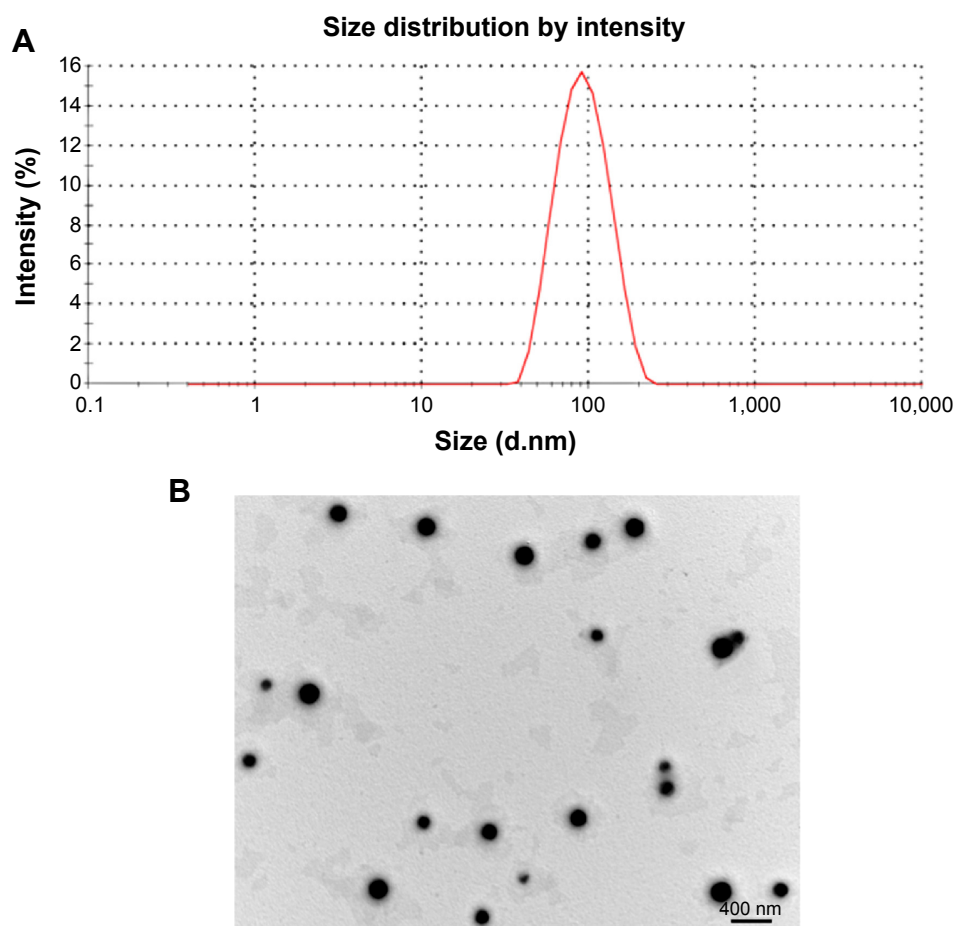 A
Size distribution by intensity
Intensity (%)
16
14
12
10
8
6
4
2
0
0.1 1 10 100 1,000 10,000
Size (d.nm)
B
400 nm